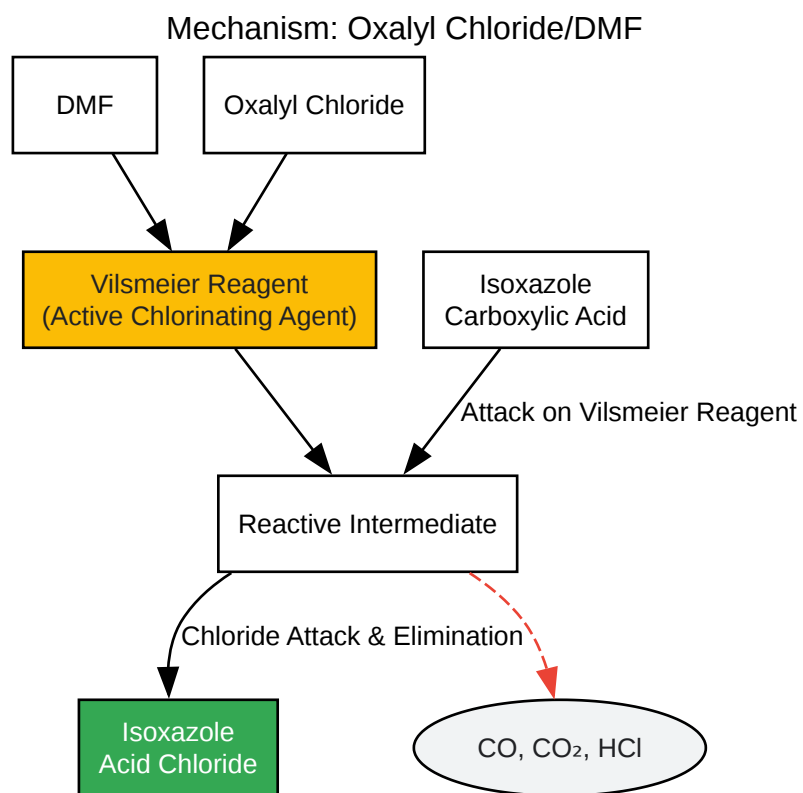 Mechanism: Oxalyl Chloride/DMF
DMF
Oxalyl Chloride
Vilsmeier Reagent
(Active Chlorinating Agent)
Isoxazole
Carboxylic Acid
Attack on Vilsmeier Reagent
Reactive Intermediate
Chloride Attack & Elimination
Isoxazole
Acid Chloride
CO, CO₂, HCl